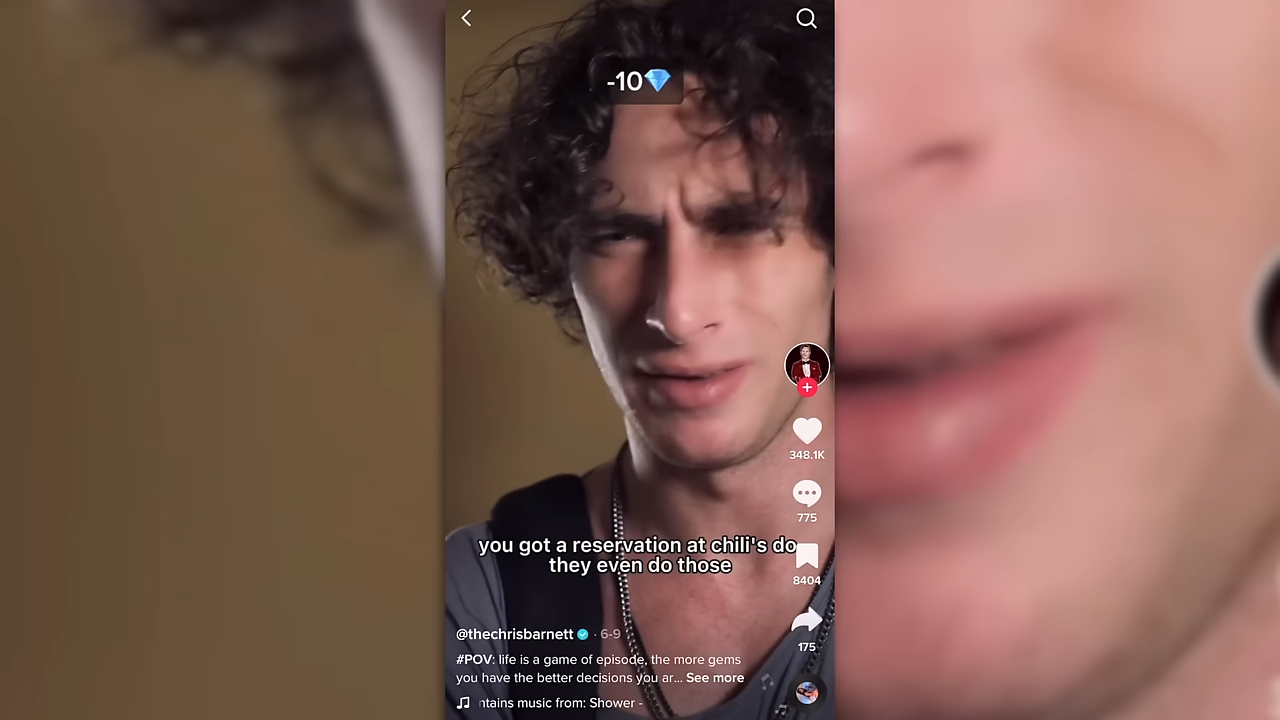 -10💎
you got a reservation at chili's do
they even do those
348.1K
775
8404
175
@thechrisbarnett · 6-9
#POV: life is a game of episode, the more gems
you have the better decisions you ar... See more
ntains music from: Shower -